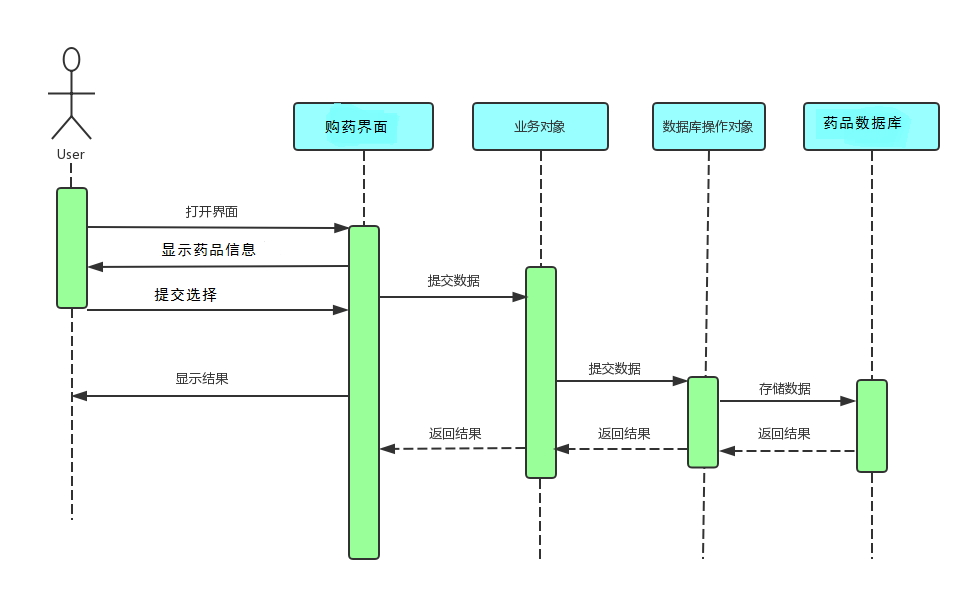 User
购药界面
业务对象
数据库操作对象
药品数据库
打开界面
显示药品信息
提交选择
提交数据
提交数据
显示结果
存储数据
返回结果
返回结果
返回结果